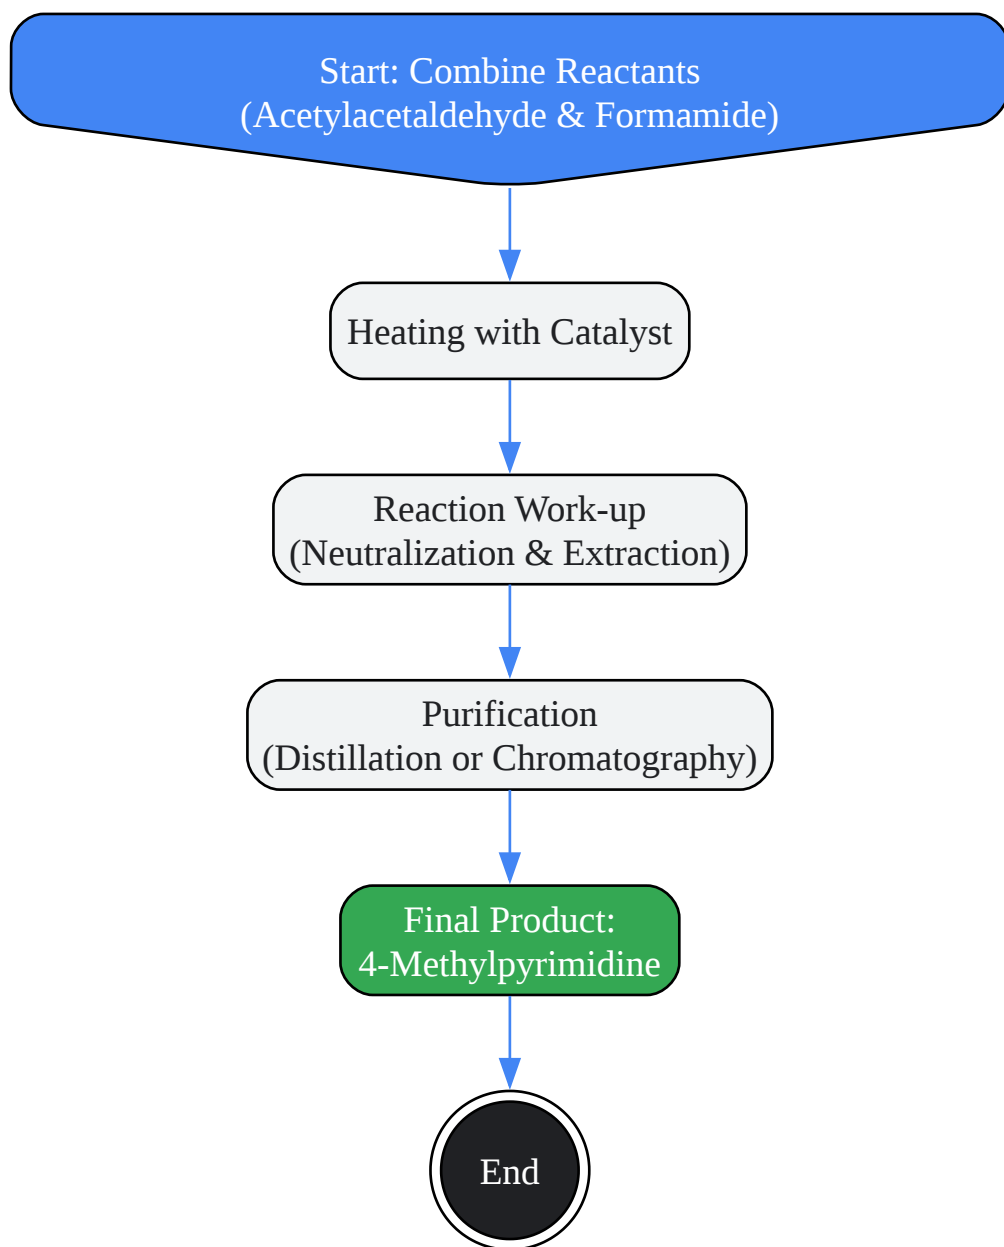 Start: Combine Reactants
(Acetylacetaldehyde & Formamide)
Heating with Catalyst
Reaction Work-up
(Neutralization & Extraction)
Purification
(Distillation or Chromatography)
Final Product:
4-Methylpyrimidine
End